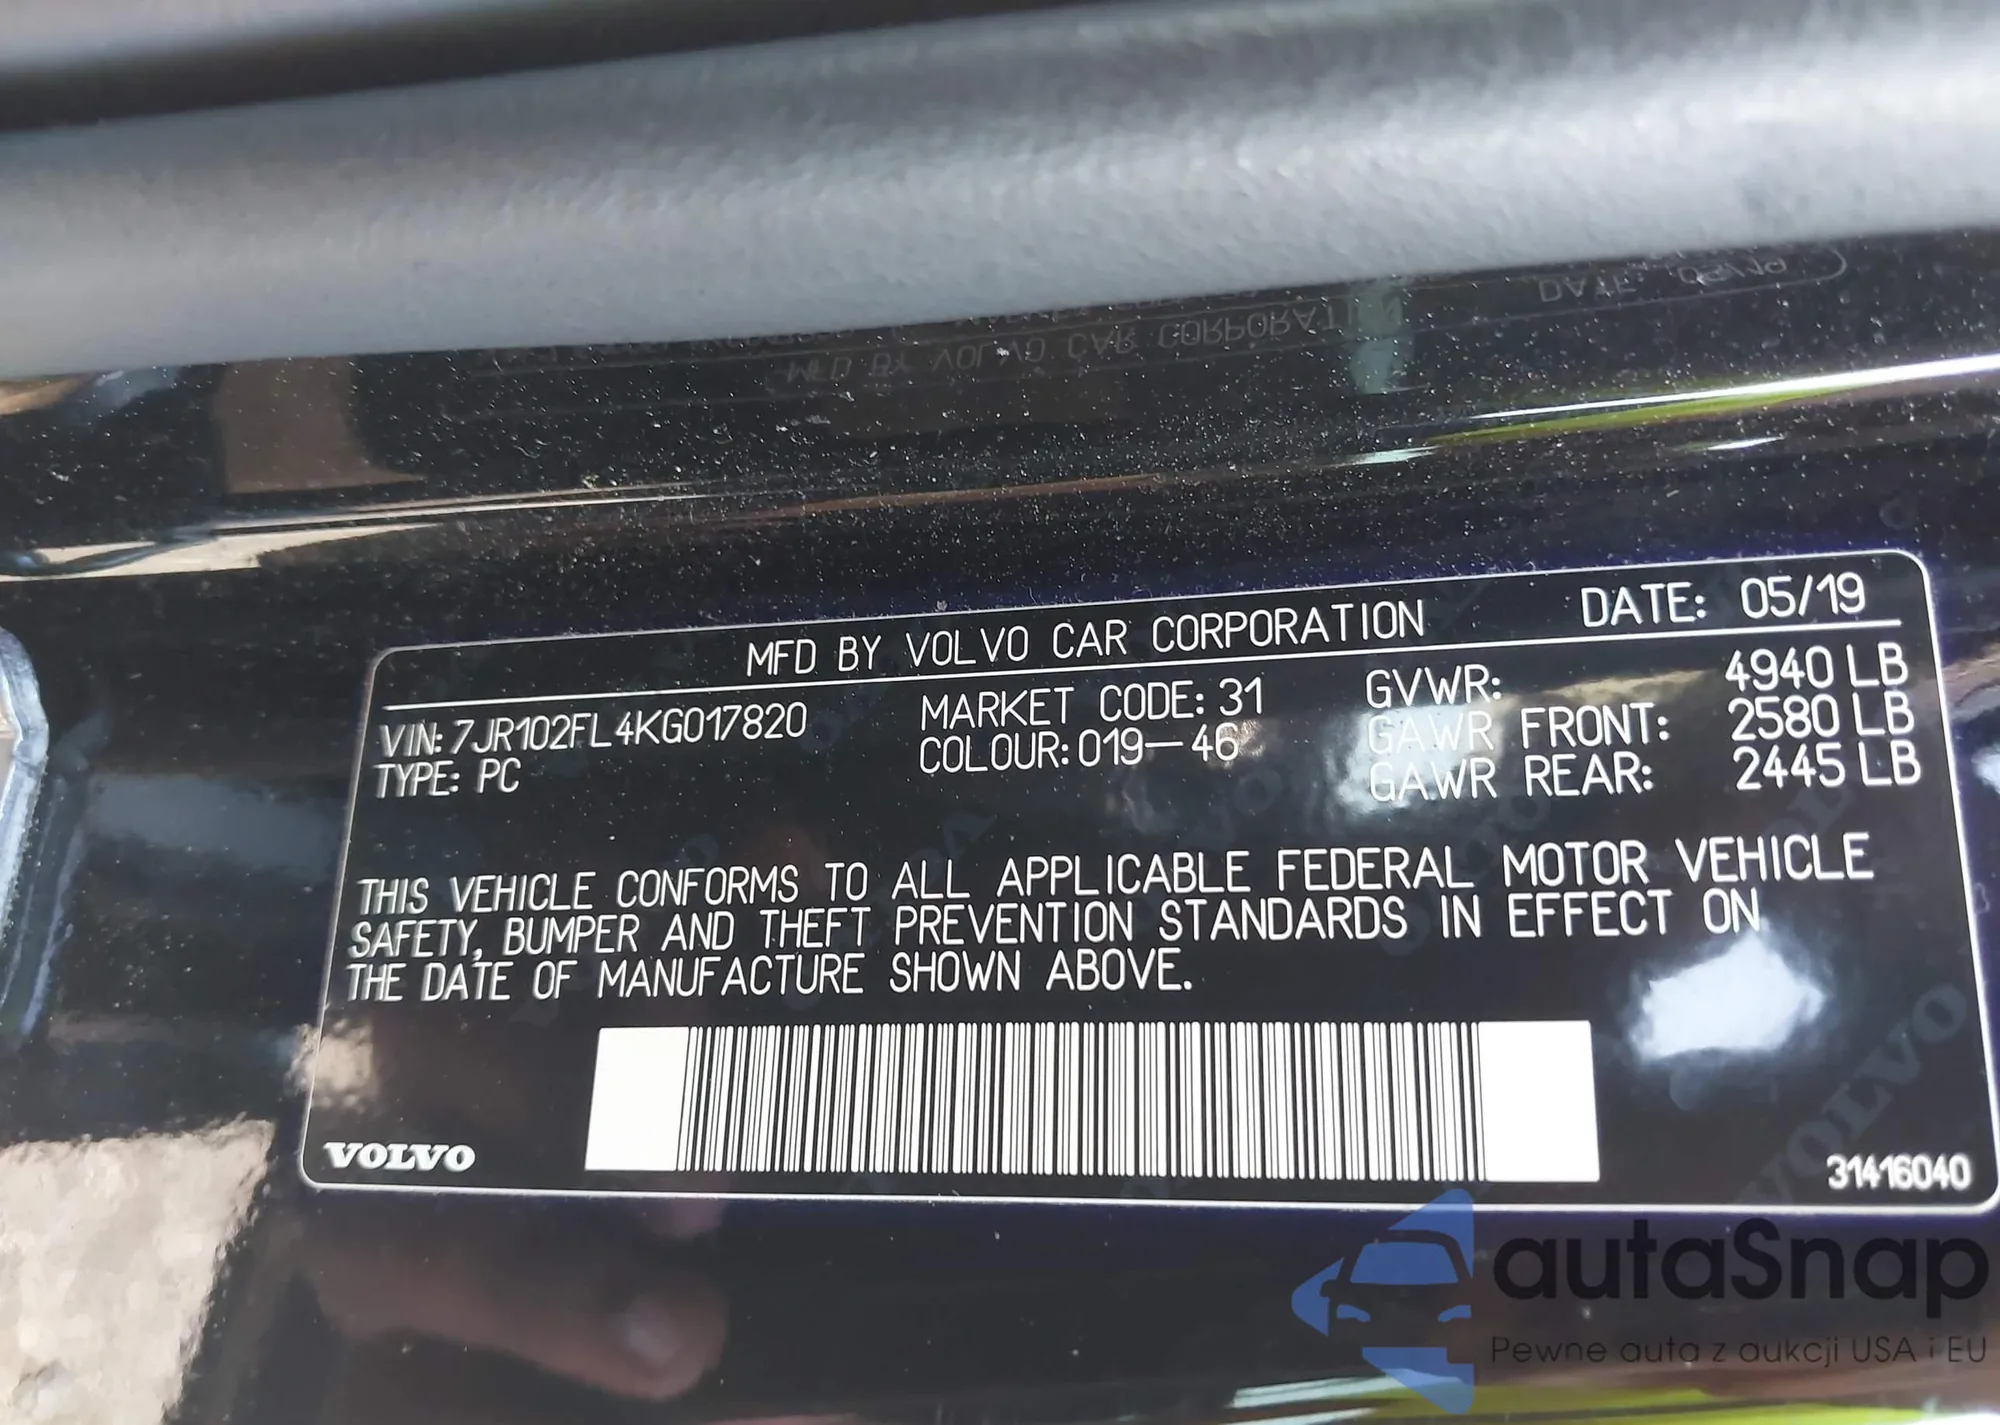 MFD BY VOLVO CAR CORPORATION DATE: 05/19
VIN: 7JR102FL4KG017820 MARKET CODE: 31 GVWR: 4940 LB
TYPE: PC COLOUR: 019-46 GAWR FRONT: 2580 LB
GAWR REAR: 2445 LB
THIS VEHICLE CONFORMS TO ALL APPLICABLE FEDERAL MOTOR VEHICLE
SAFETY, BUMPER AND THEFT PREVENTION STANDARDS IN EFFECT ON
THE DATE OF MANUFACTURE SHOWN ABOVE.
VOLVO
31416040
autaSnap
Pewne auta z aukcji USA i EU